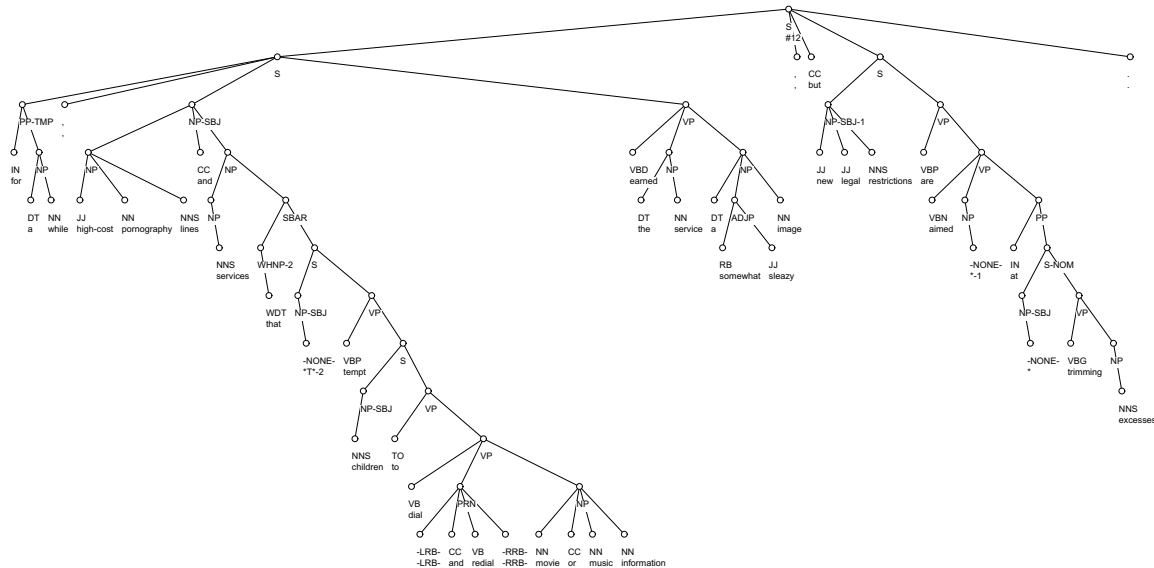 S
#12
S , CC S .
, but .
PP-TMP , NP-SBJ VP NP-SBJ-1 VP
,
IN NP NP CC NP VBD NP NP JJ JJ NNS VBP VP
for and earned new legal restrictions are
DT NN JJ NN NNS NP SBAR DT NN DT ADJP NN VBN NP PP
a while high-cost pornography lines the service a image aimed
NNS WHNP-2 S RB JJ -NONE- IN S-NOM
services somewhat sleazy *-1 at
WDT NP-SBJ VP NP-SBJ VP
that
-NONE- VBP S -NONE- VBG NP
*T*-2 tempt * trimming
NP-SBJ VP NNS
excesses
NNS TO VP
children to
VB PRN NP
dial
-LRB- CC VB -RRB- NN CC NN NN
-LRB- and redial -RRB- movie or music information